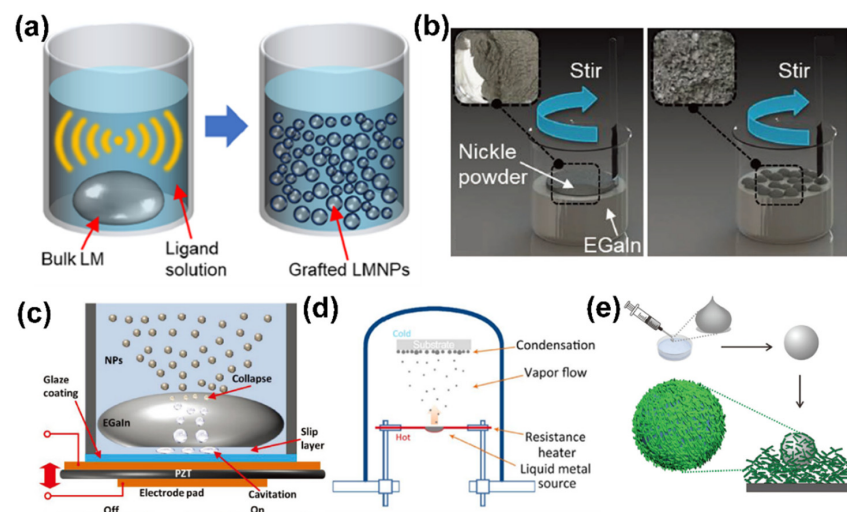 (a)
Bulk LM
Ligand
solution
Grafted LMNPs
(b)
Stir
Stir
Nickle
powder
EGaIn
(c)
NPs
Collapse
Glaze
coating
EGaIn
Slip
layer
PZT
Electrode pad
Cavitation
Off
On
(d)
Cold
Substrate
Condensation
Vapor flow
Hot
Resistance
heater
Liquid metal
source
(e)